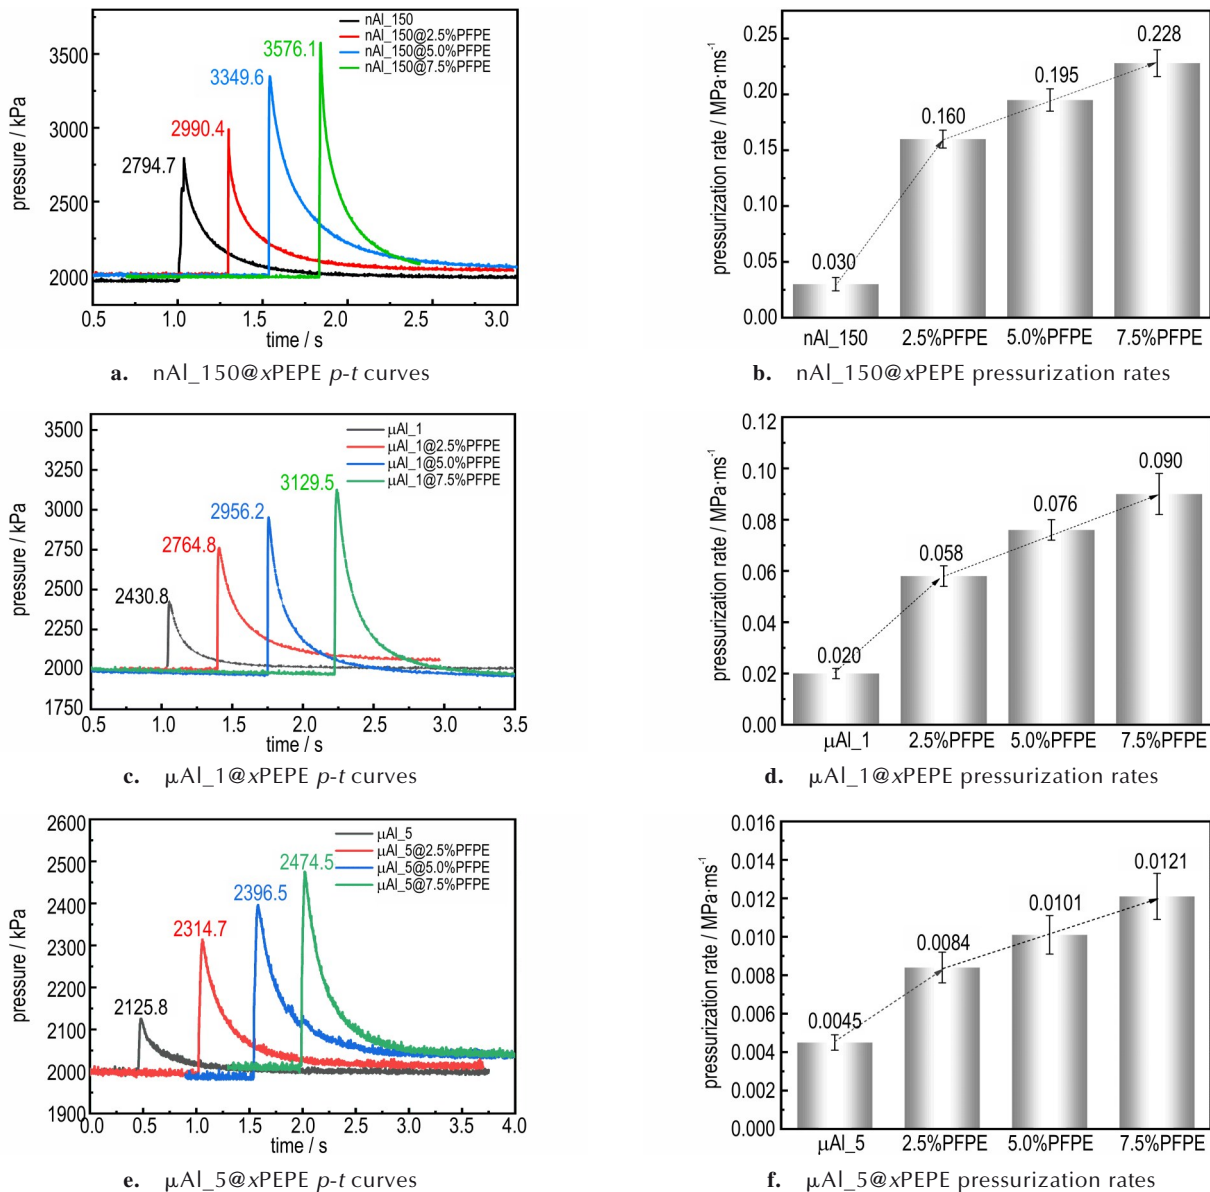 nAl_150
nAl_150@2.5%PFPE
nAl_150@5.0%PFPE
nAl_150@7.5%PFPE
3500
3000
2500
2000
pressure / kPa
2794.7
2990.4
3349.6
3576.1
0.5 1.0 1.5 2.0 2.5 3.0
time / s
a. nAl_150@xPEPE p-t curves
0.25
0.20
0.15
0.10
0.05
0.00
pressurization rate / MPa·ms-1
0.030
0.160
0.195
0.228
nAl_150 2.5%PFPE 5.0%PFPE 7.5%PFPE
b. nAl_150@xPEPE pressurization rates
μAl_1
μAl_1@2.5%PFPE
μAl_1@5.0%PFPE
μAl_1@7.5%PFPE
3500
3250
3000
2750
2500
2250
2000
1750
pressure / kPa
2430.8
2764.8
2956.2
3129.5
0.5 1.0 1.5 2.0 2.5 3.0 3.5
time / s
c. μAl_1@xPEPE p-t curves
0.12
0.10
0.08
0.06
0.04
0.02
0.00
pressurization rate / MPa·ms-1
0.020
0.058
0.076
0.090
μAl_1 2.5%PFPE 5.0%PFPE 7.5%PFPE
d. μAl_1@xPEPE pressurization rates
μAl_5
μAl_5@2.5%PFPE
μAl_5@5.0%PFPE
μAl_5@7.5%PFPE
2600
2500
2400
2300
2200
2100
2000
1900
pressure / kPa
2125.8
2314.7
2396.5
2474.5
0.0 0.5 1.0 1.5 2.0 2.5 3.0 3.5 4.0
time / s
e. μAl_5@xPEPE p-t curves
0.016
0.014
0.012
0.010
0.008
0.006
0.004
0.002
0.000
pressurization rate / MPa·ms-1
0.0045
0.0084
0.0101
0.0121
μAl_5 2.5%PFPE 5.0%PFPE 7.5%PFPE
f. μAl_5@xPEPE pressurization rates